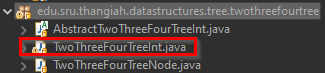 edu.sru.thangiah.datastructures.tree.twothreefourtree
AbstractTwoThreeFourTreeInt.java
TwoThreeFourTreeInt.java
TwoThreeFourTreeNode.java